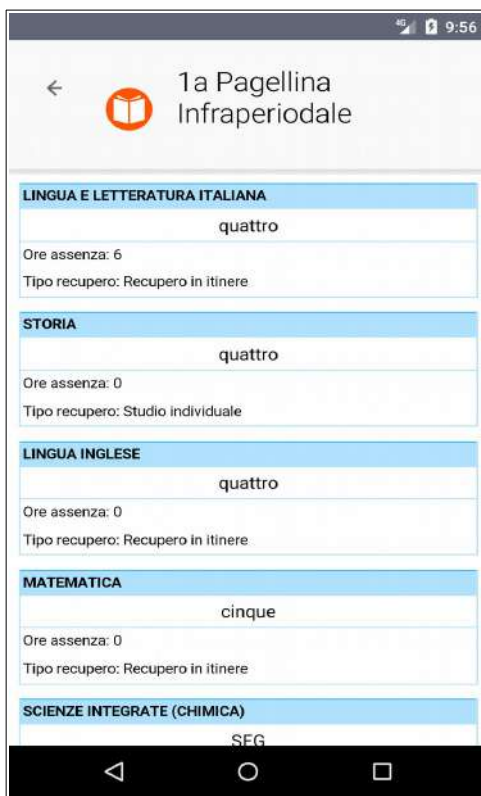 4G 9:56
1a Pagellina
Infraperiodale
LINGUA E LETTERATURA ITALIANA
quattro
Ore assenza: 6
Tipo recupero: Recupero in itinere
STORIA
quattro
Ore assenza: 0
Tipo recupero: Studio individuale
LINGUA INGLESE
quattro
Ore assenza: 0
Tipo recupero: Recupero in itinere
MATEMATICA
cinque
Ore assenza: 0
Tipo recupero: Recupero in itinere
SCIENZE INTEGRATE (CHIMICA)
SEG